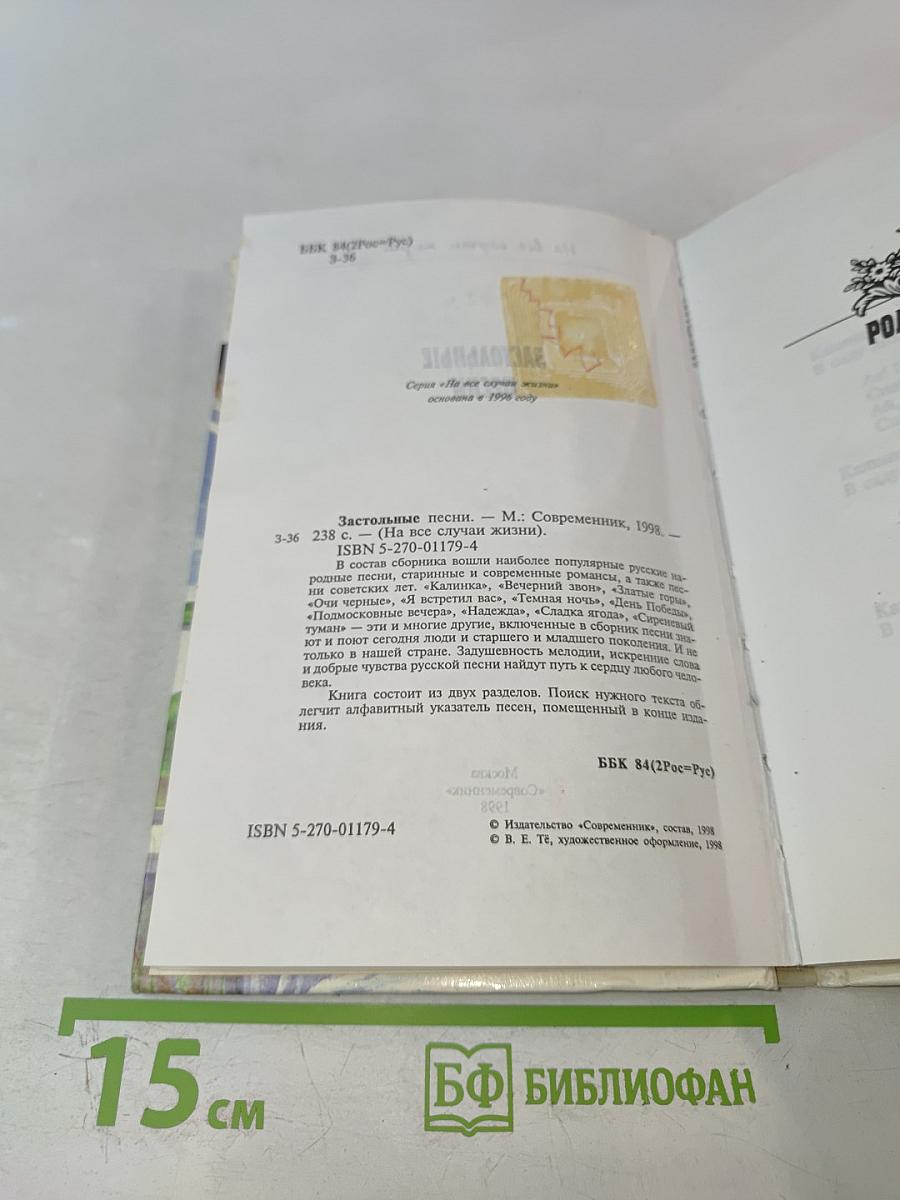 ББК 84(2Рос=Рус)
З-36
Серия «На все случаи жизни»
основана в 1996 году
Застольные песни. — М.: Современник, 1998. —
З-36 238 с. — (На все случаи жизни).
ISBN 5-270-01179-4
В состав сборника вошли наиболее популярные русские на-
родные песни, старинные и современные романсы, а также пес-
ни советских лет. «Калинка», «Вечерний звон», «Златые горы»,
«Очи черные», «Я встретил вас», «Темная ночь», «День Победы»,
«Подмосковные вечера», «Надежда», «Сладка ягода», «Сиреневый
туман» — эти и многие другие, включенные в сборник песни зна-
ют и поют сегодня люди и старшего и младшего поколения. И не
только в нашей стране. Задушевность мелодии, искренние слова
и добрые чувства русской песни найдут путь к сердцу любого чело-
века.
Книга состоит из двух разделов. Поиск нужного текста об-
легчит алфавитный указатель песен, помещенный в конце изда-
ния.
ББК 84(2Рос=Рус)
ISBN 5-270-01179-4
© Издательство «Современник», состав, 1998
© В. Е. Тё, художественное оформление, 1998
РОД
15 см
БФ БИБЛИОФАН